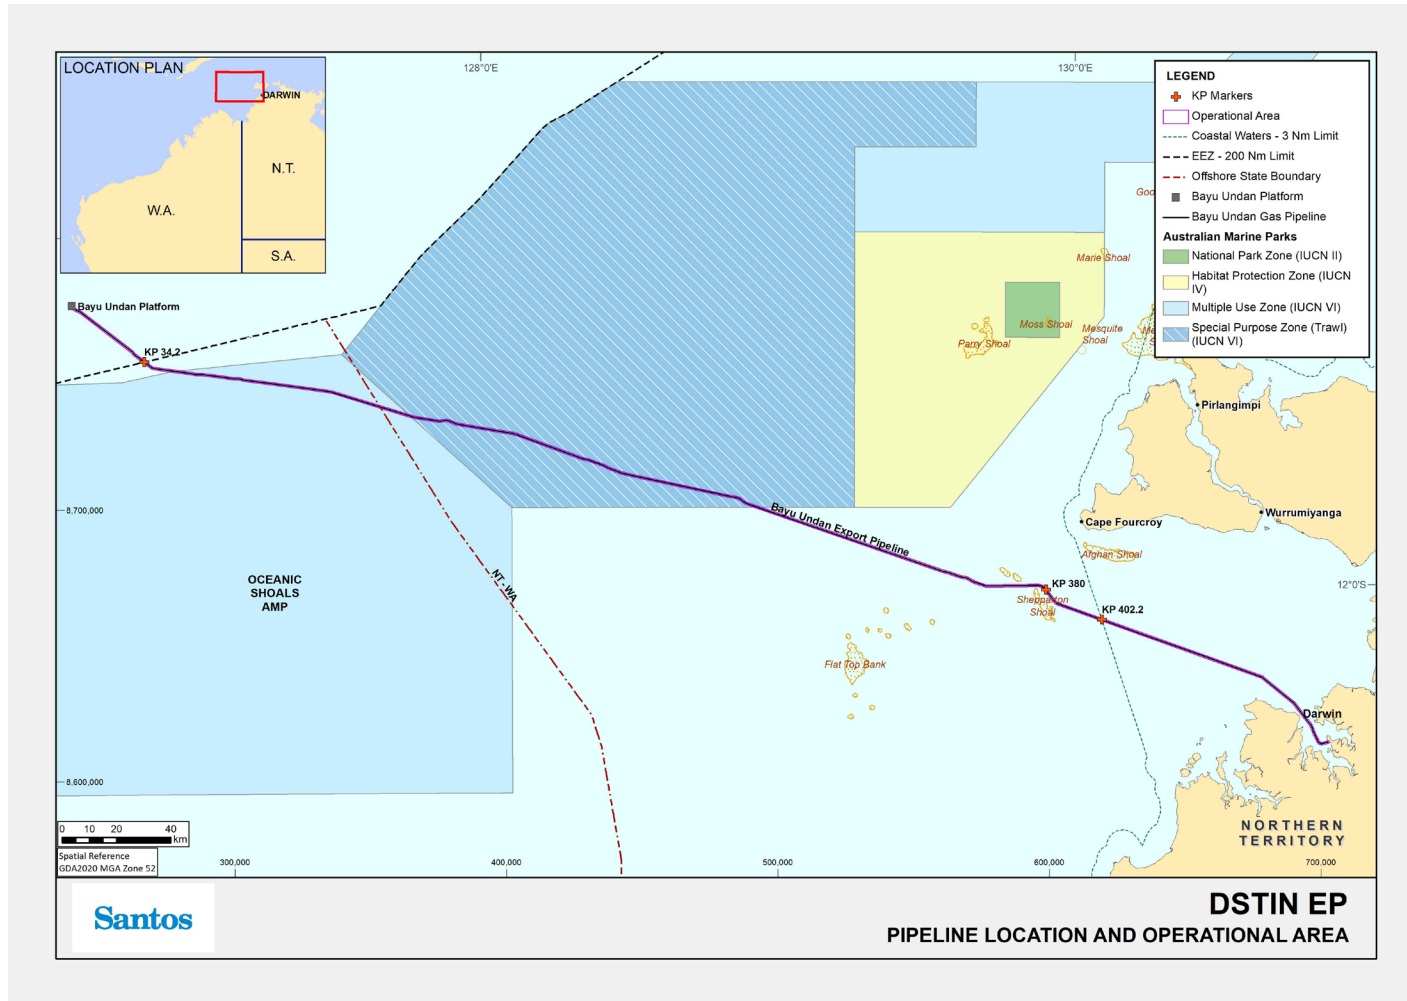 LOCATION PLAN
DARWIN
N.T.
W.A.
S.A.
128°0'E
130°0'E
LEGEND
KP Markers
Operational Area
Coastal Waters - 3 Nm Limit
EEZ - 200 Nm Limit
Offshore State Boundary
Bayu Undan Platform
Bayu Undan Gas Pipeline
Australian Marine Parks
National Park Zone (IUCN II)
Habitat Protection Zone (IUCN
IV)
Multiple Use Zone (IUCN VI)
Special Purpose Zone (Trawl)
(IUCN VI)
God
Marie Shoal
Bayu Undan Platform
Moss Shoal
Mesquite
Shoal
Me
Parry Shoal
KP 34.2
Pirlangimpi
8,700,000
Bayu Undan Export Pipeline
Wurrumiyanga
Cape Fourcroy
Afghan Shoal
OCEANIC
SHOALS
AMP
NT - WA
KP 380
12°0'S
Shepparton
Shoal
KP 402.2
Flat Top Bank
Darwin
8,600,000
NORTHERN
TERRITORY
0 10 20 40
km
Spatial Reference
GDA2020 MGA Zone 52
300,000
400,000
500,000
600,000
700,000
Santos
DSTIN EP
PIPELINE LOCATION AND OPERATIONAL AREA